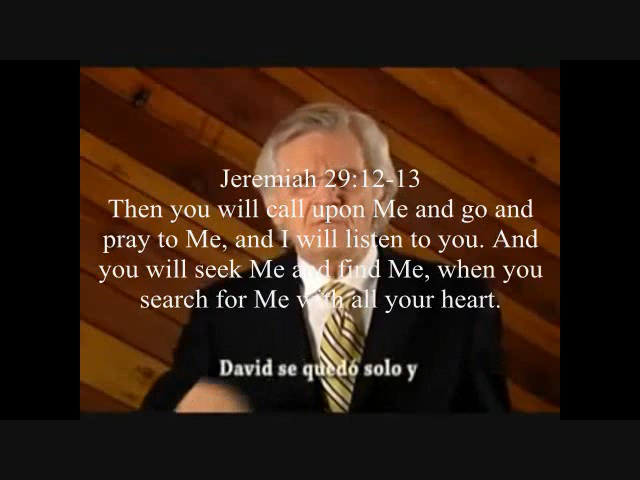 Jeremiah 29:12-13
Then you will call upon Me and go and
pray to Me, and I will listen to you. And
you will seek Me and find Me, when you
search for Me with all your heart.
David se quedó solo y